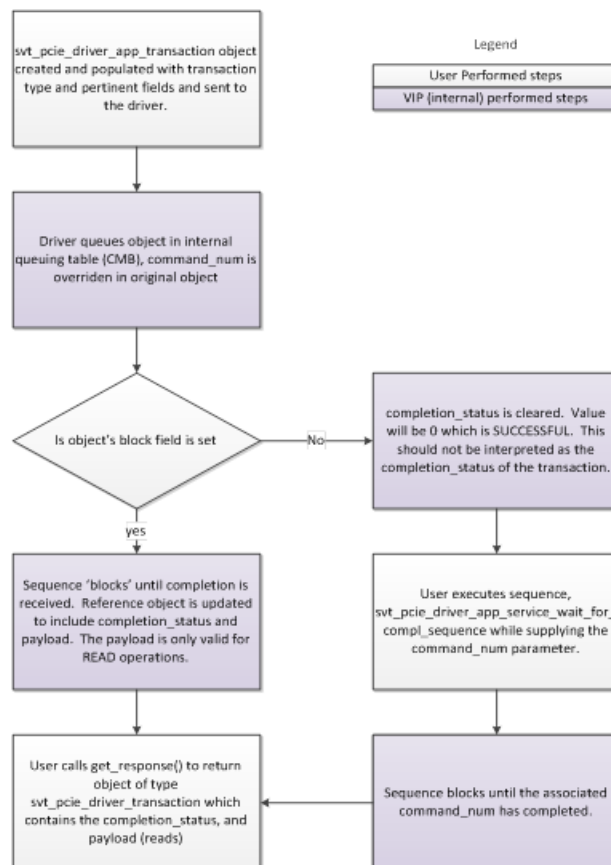 svt_pcie_driver_app_transaction object
created and populated with transaction
type and pertinent fields and sent to
the driver.
Legend
User Performed steps
VIP (internal) performed steps
Driver queues object in internal
queuing table (CMB), command_num is
overriden in original object
Is object's block field is set
No
yes
completion_status is cleared. Value
will be 0 which is SUCCESSFUL. This
should not be interpreted as the
completion_status of the transaction.
Sequence 'blocks' until completion is
received. Reference object is updated
to include completion_status and
payload. The payload is only valid for
READ operations.
User executes sequence,
svt_pcie_driver_app_service_wait_for_
compl_sequence while supplying the
command_num parameter.
User calls get_response() to return
object of type
svt_pcie_driver_transaction which
contains the completion_status, and
payload (reads)
Sequence blocks until the associated
command_num has completed.